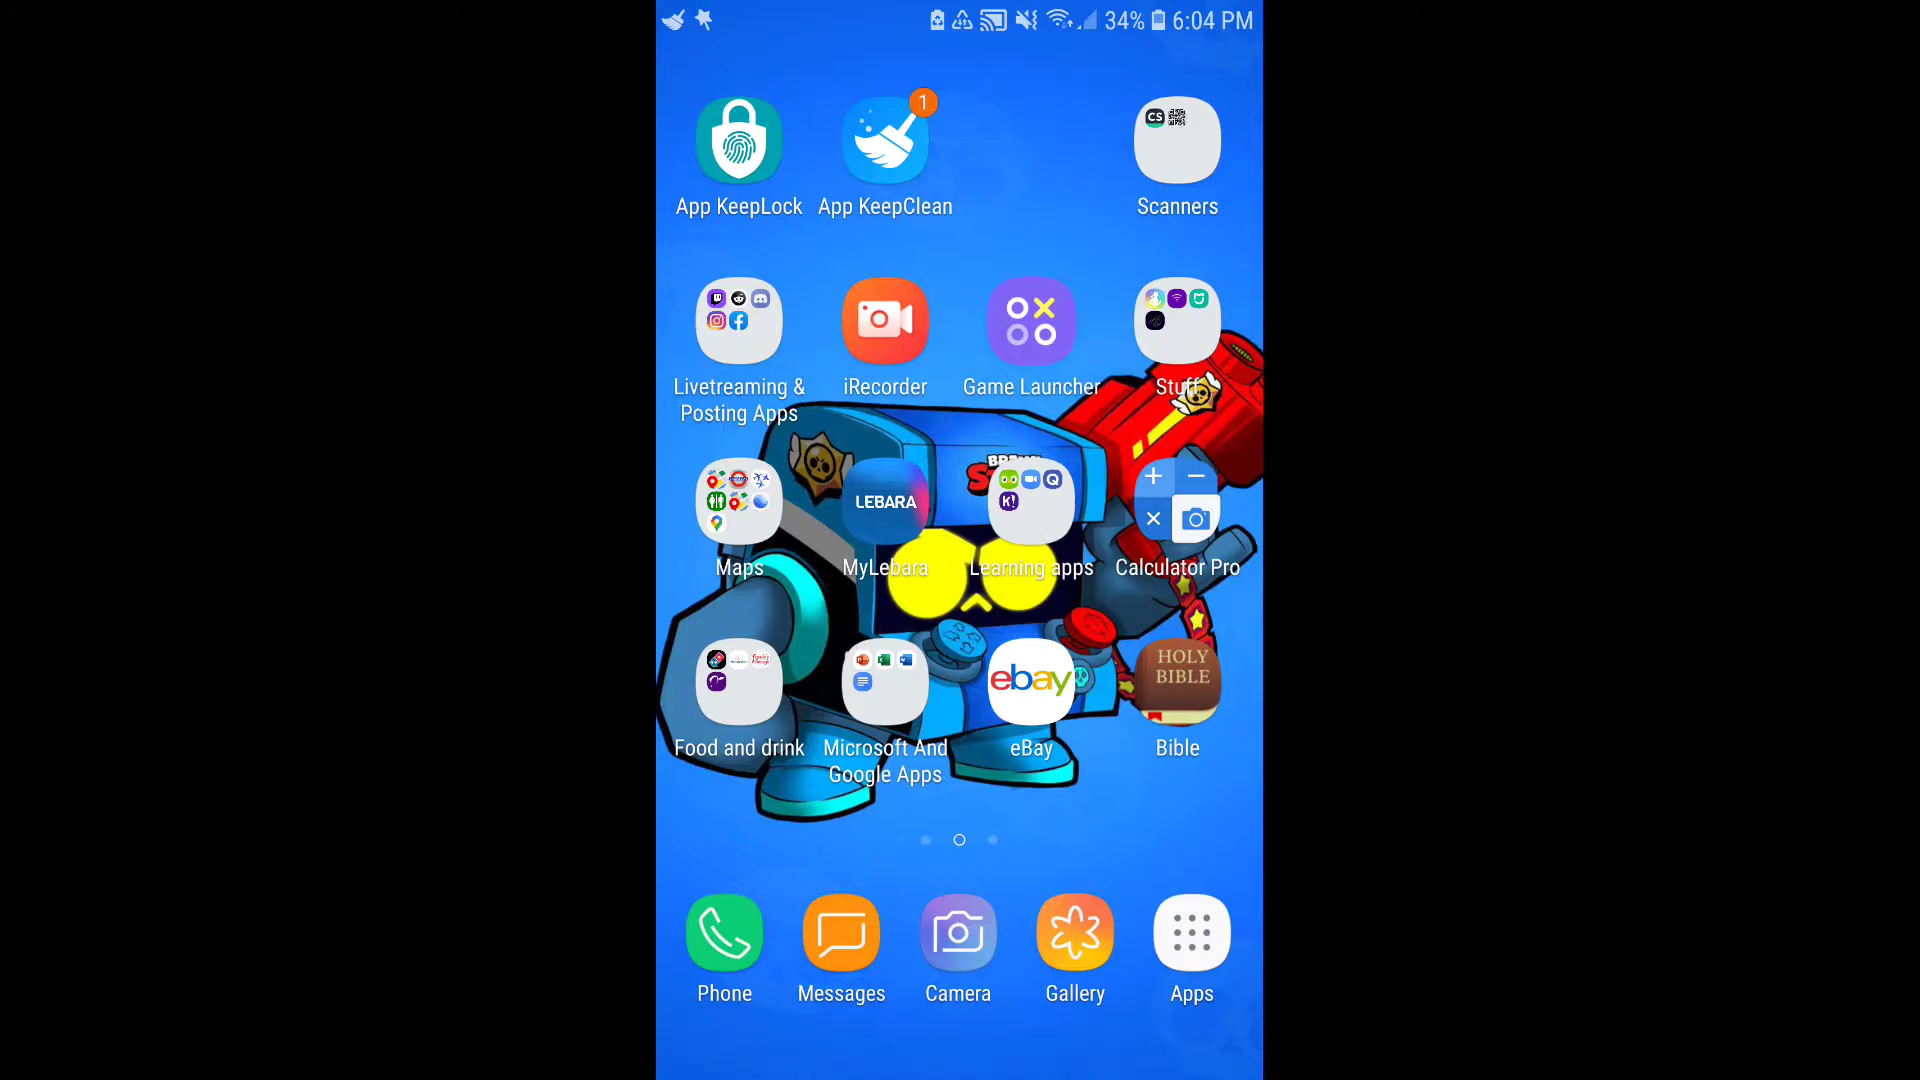 34% 6:04 PM
1
CS
App KeepLock
App KeepClean
Scanners
Livetreaming &
Posting Apps
iRecorder
Game Launcher
Stuff
LEBARA
K!
Maps
MyLebara
Learning apps
Calculator Pro
ebay
HOLY
BIBLE
Food and drink
Microsoft And
Google Apps
eBay
Bible
Phone
Messages
Camera
Gallery
Apps